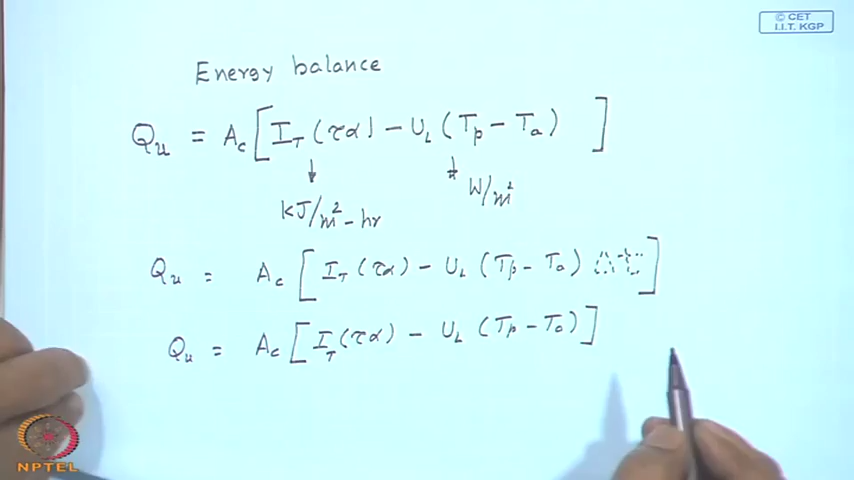 © CET
I.I.T. KGP
Energy balance
Qu = Ac [ IT (τα) − UL (Tp − Ta) ]
↓ ↓
KJ/m² − hr W/m²
Qu = Ac [ IT (τα) − UL (Tp − Ta) ]
Qu = Ac [ IT (τα) − UL (Tp − Ta) ]
NPTEL